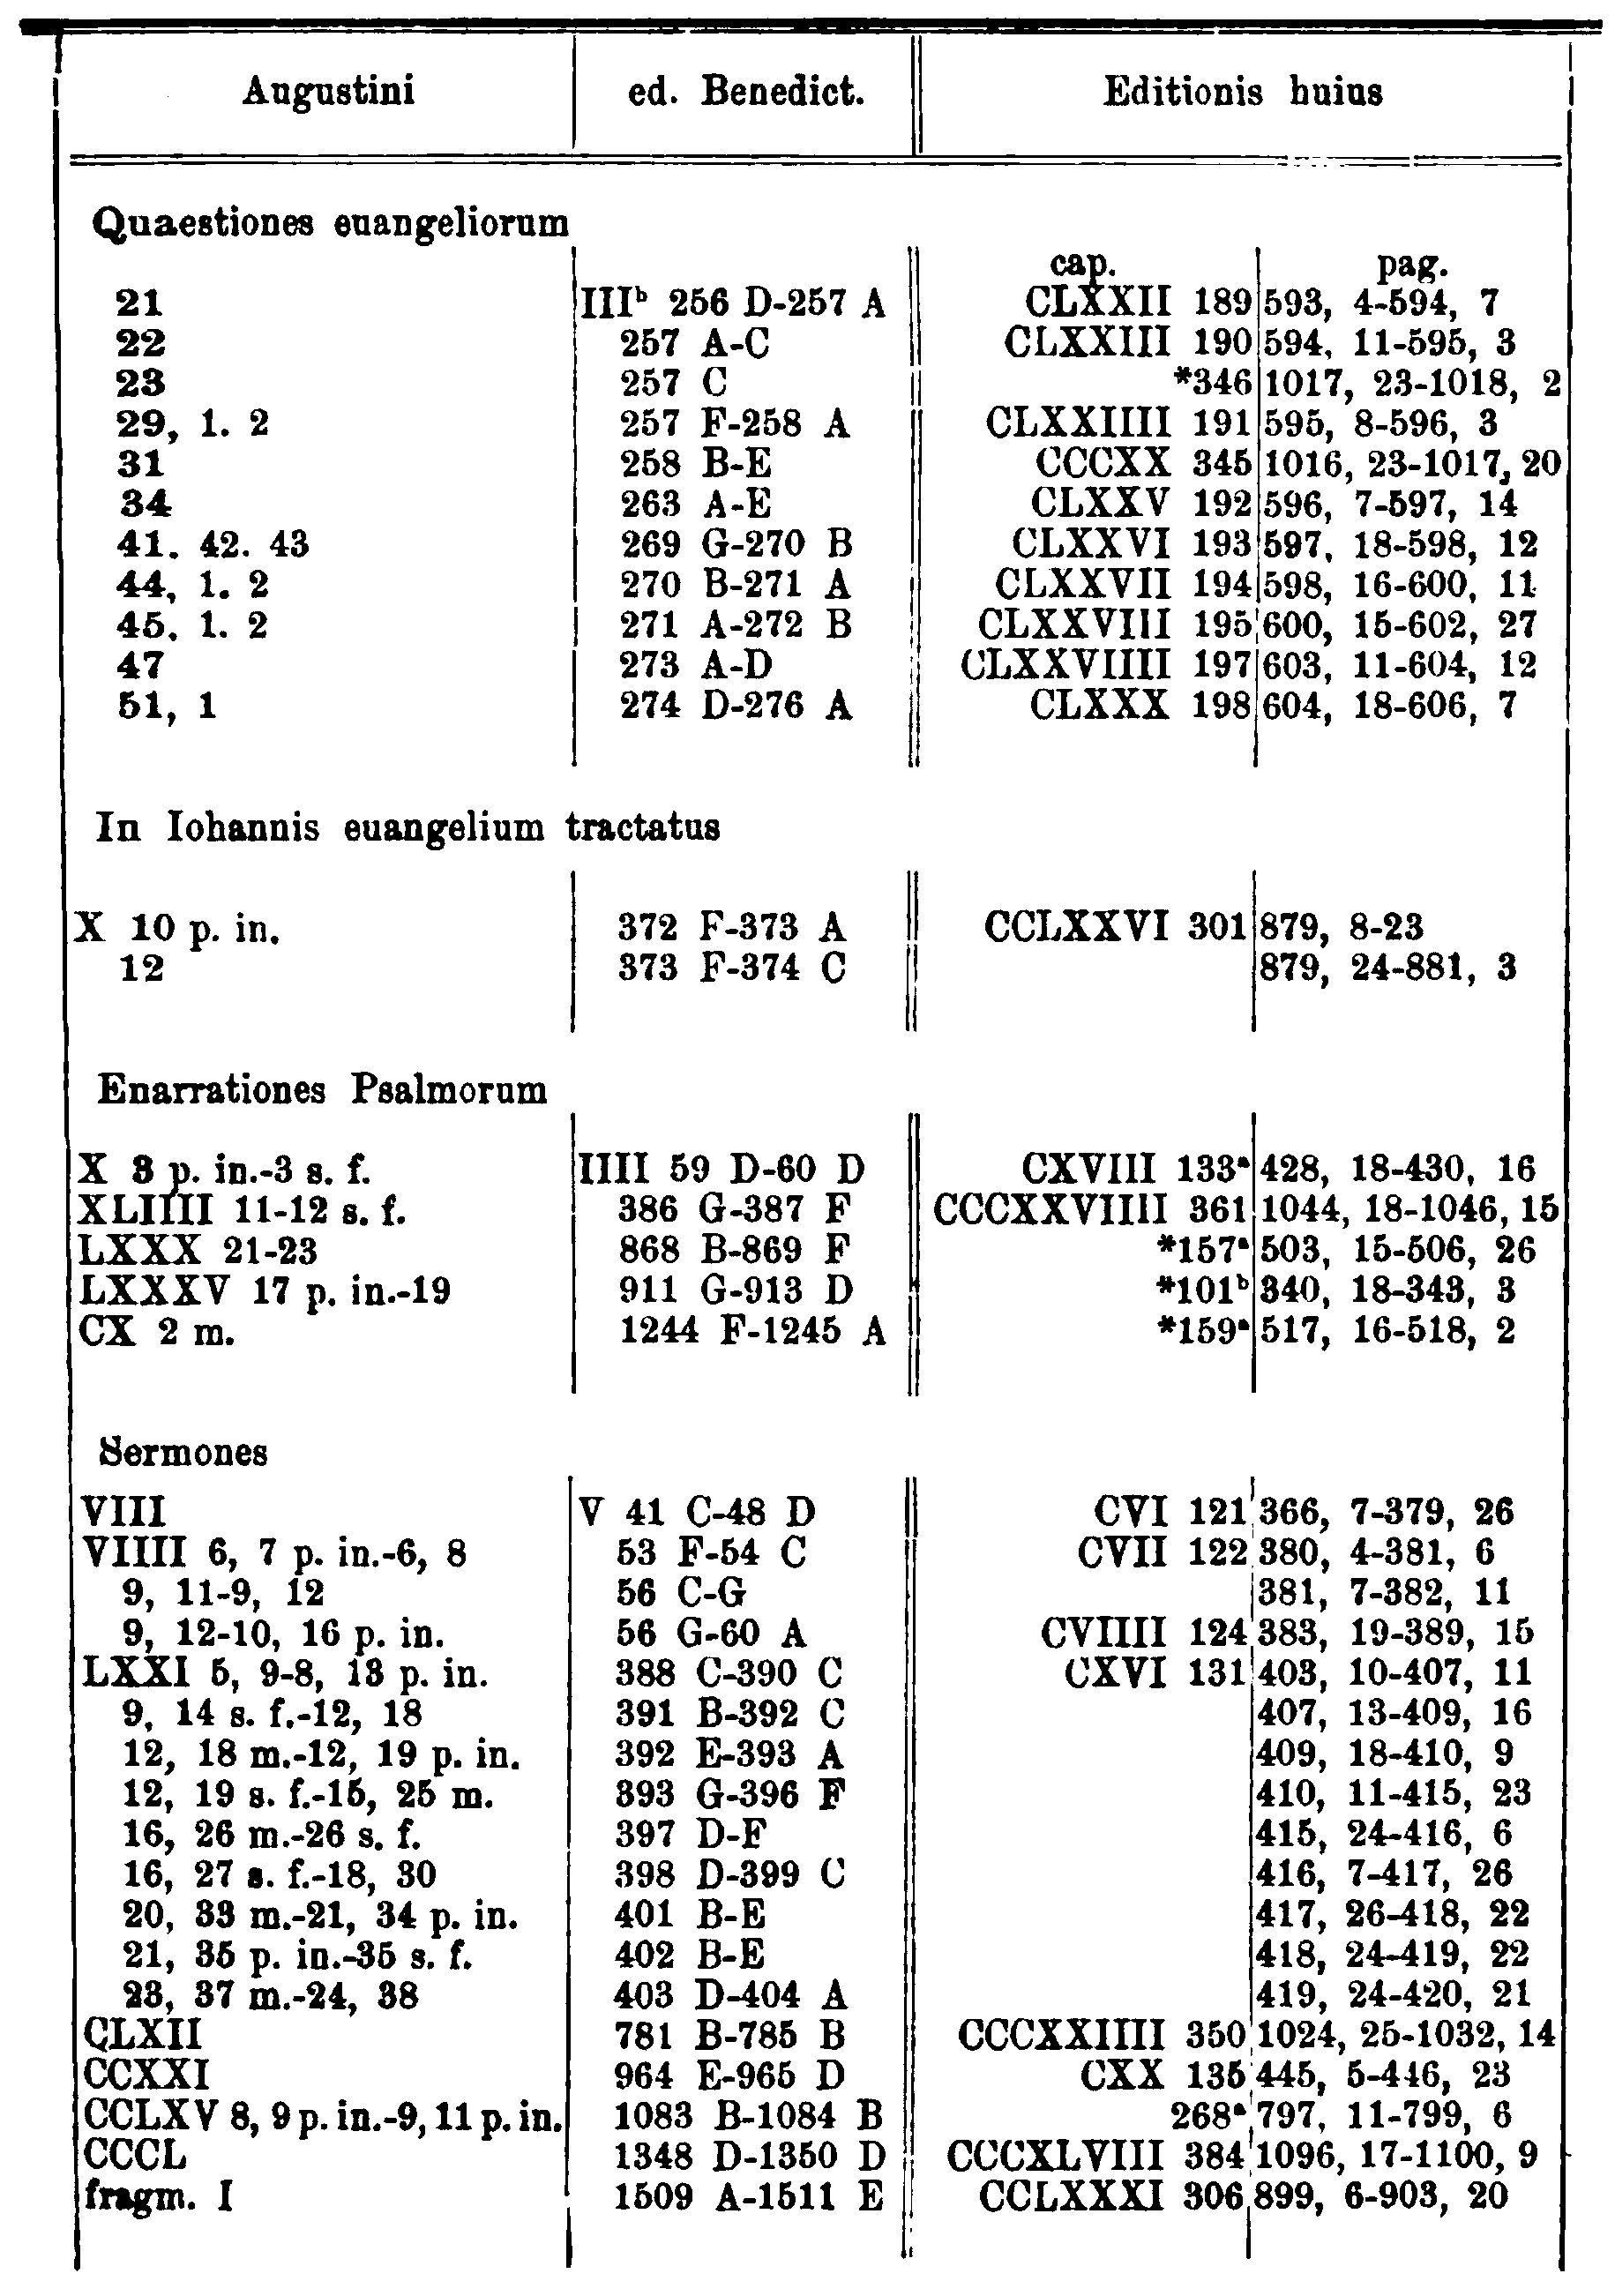 Augustini ed. Benedict. Editionis huius
Quaestiones euangeliorum
cap. pag.
21 IIIᵇ 256 D-257 A CLXXII 189 593, 4-594, 7
22 257 A-C CLXXIII 190 594, 11-595, 3
23 257 C *346 1017, 23-1018, 2
29, 1. 2 257 F-258 A CLXXIIII 191 595, 8-596, 3
31 258 B-E CCCXX 345 1016, 23-1017, 20
34 263 A-E CLXXV 192 596, 7-597, 14
41. 42. 43 269 G-270 B CLXXVI 193 597, 18-598, 12
44, 1. 2 270 B-271 A CLXXVII 194 598, 16-600, 11
45, 1. 2 271 A-272 B CLXXVIII 195 600, 15-602, 27
47 273 A-D CLXXVIIII 197 603, 11-604, 12
51, 1 274 D-276 A CLXXX 198 604, 18-606, 7
In Iohannis euangelium tractatus
X 10 p. in. 372 F-373 A CCLXXVI 301 879, 8-23
12 373 F-374 C 879, 24-881, 3
Enarrationes Psalmorum
X 3 p. in.-3 s. f. IIII 59 D-60 D CXVIII 133ᵃ 428, 18-430, 16
XLIIII 11-12 s. f. 386 G-387 F CCCXXVIIII 361 1044, 18-1046, 15
LXXX 21-23 868 B-869 F *157ᵃ 503, 15-506, 26
LXXXV 17 p. in.-19 911 G-913 D *101ᵇ 340, 18-343, 3
CX 2 m. 1244 F-1245 A *159ᵃ 517, 16-518, 2
Sermones
VIII V 41 C-48 D CVI 121 366, 7-379, 26
VIIII 6, 7 p. in.-6, 8 53 F-54 C CVII 122 380, 4-381, 6
9, 11-9, 12 56 C-G 381, 7-382, 11
9, 12-10, 16 p. in. 56 G-60 A CVIIII 124 383, 19-389, 15
LXXI 5, 9-8, 13 p. in. 388 C-390 C CXVI 131 403, 10-407, 11
9, 14 s. f.-12, 18 391 B-392 C 407, 13-409, 16
12, 18 m.-12, 19 p. in. 392 E-393 A 409, 18-410, 9
12, 19 s. f.-15, 25 m. 393 G-396 F 410, 11-415, 23
16, 26 m.-26 s. f. 397 D-F 415, 24-416, 6
16, 27 s. f.-18, 30 398 D-399 C 416, 7-417, 26
20, 33 m.-21, 34 p. in. 401 B-E 417, 26-418, 22
21, 35 p. in.-35 s. f. 402 B-E 418, 24-419, 22
23, 37 m.-24, 38 403 D-404 A 419, 24-420, 21
CLXII 781 B-785 B CCCXXIIII 350 1024, 25-1032, 14
CCXXI 964 E-965 D CXX 135 445, 5-446, 23
CCLXV 8, 9 p. in.-9, 11 p. in. 1083 B-1084 B 268ᵃ 797, 11-799, 6
CCCL 1348 D-1350 D CCCXLVIII 384 1096, 17-1100, 9
fragm. I 1509 A-1511 E CCLXXXI 306 899, 6-903, 20